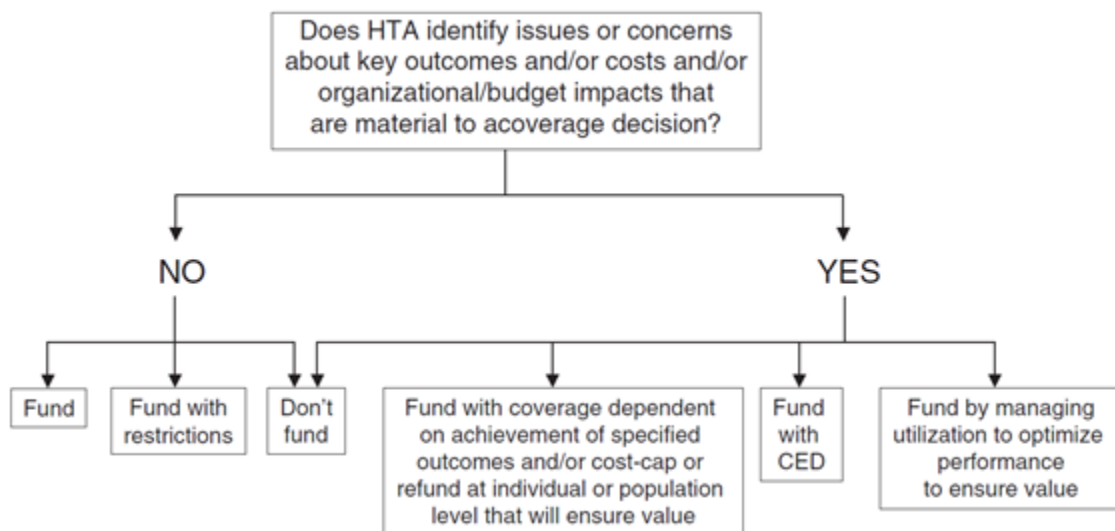 Does HTA identify issues or concerns
about key outcomes and/or costs and/or
organizational/budget impacts that
are material to acoverage decision?
NO
YES
Fund
Fund with
restrictions
Don't
fund
Fund with coverage dependent
on achievement of specified
outcomes and/or cost-cap or
refund at individual or population
level that will ensure value
Fund
with
CED
Fund by managing
utilization to optimize
performance
to ensure value